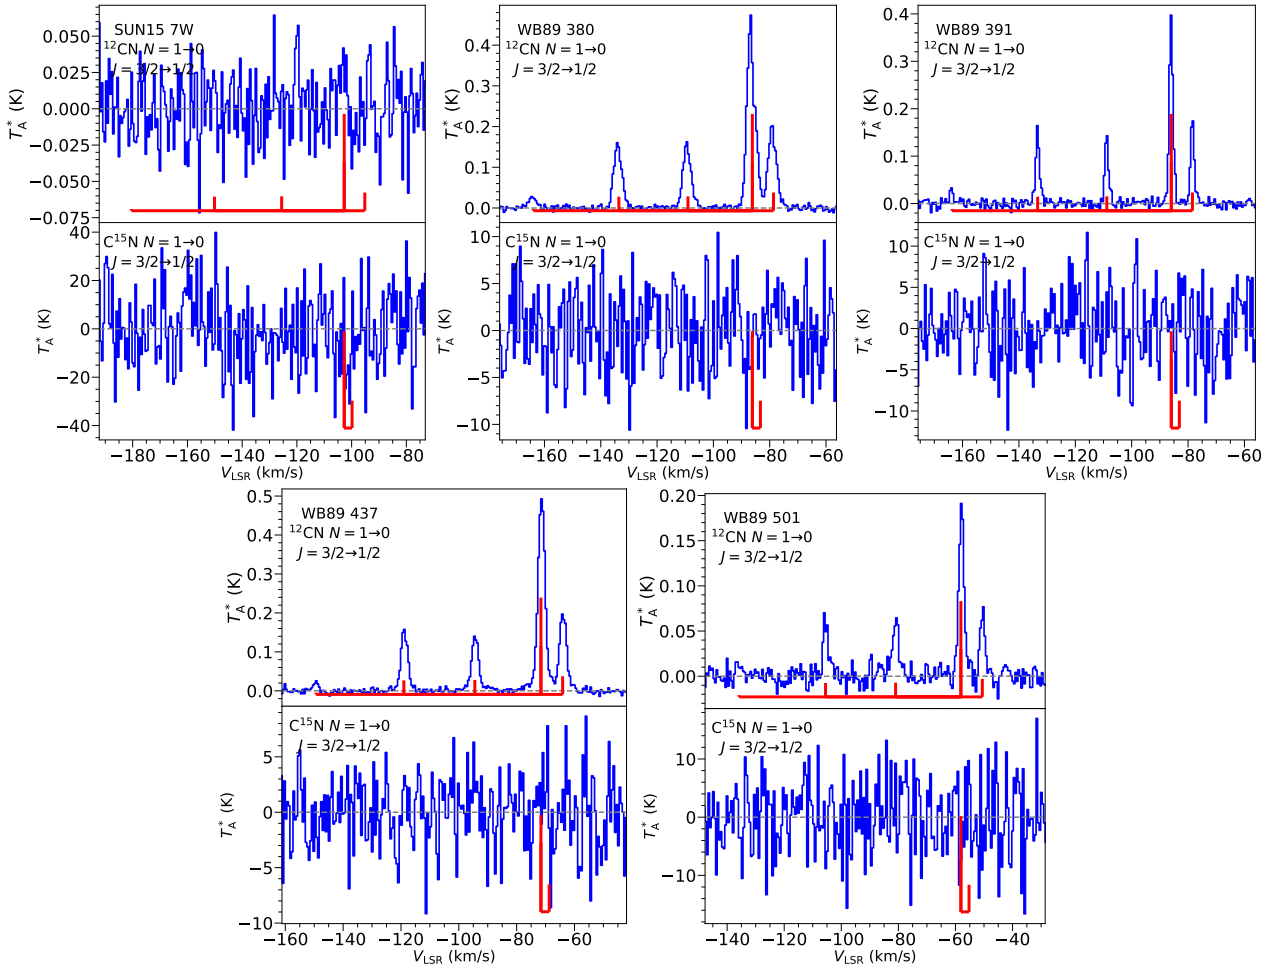 SUN15 7W
¹²CN N = 1→0
J = 3/2→1/2
0.050
0.025
0.000
−0.025
−0.050
−0.075
T*A (K)
C¹⁵N N = 1→0
J = 3/2→1/2
40
20
0
−20
−40
T*A (K)
−180 −160 −140 −120 −100 −80
VLSR (km/s)
WB89 380
¹²CN N = 1→0
J = 3/2→1/2
0.4
0.3
0.2
0.1
0.0
T*A (K)
C¹⁵N N = 1→0
J = 3/2→1/2
10
5
0
−5
−10
T*A (K)
−160 −140 −120 −100 −80 −60
VLSR (km/s)
WB89 391
¹²CN N = 1→0
J = 3/2→1/2
0.4
0.3
0.2
0.1
0.0
T*A (K)
C¹⁵N N = 1→0
J = 3/2→1/2
10
5
0
−5
−10
T*A (K)
−160 −140 −120 −100 −80 −60
VLSR (km/s)
WB89 437
¹²CN N = 1→0
J = 3/2→1/2
0.5
0.4
0.3
0.2
0.1
0.0
T*A (K)
C¹⁵N N = 1→0
J = 3/2→1/2
5
0
−5
−10
T*A (K)
−160 −140 −120 −100 −80 −60
VLSR (km/s)
WB89 501
¹²CN N = 1→0
J = 3/2→1/2
0.20
0.15
0.10
0.05
0.00
T*A (K)
C¹⁵N N = 1→0
J = 3/2→1/2
10
0
−10
T*A (K)
−140 −120 −100 −80 −60 −40
VLSR (km/s)